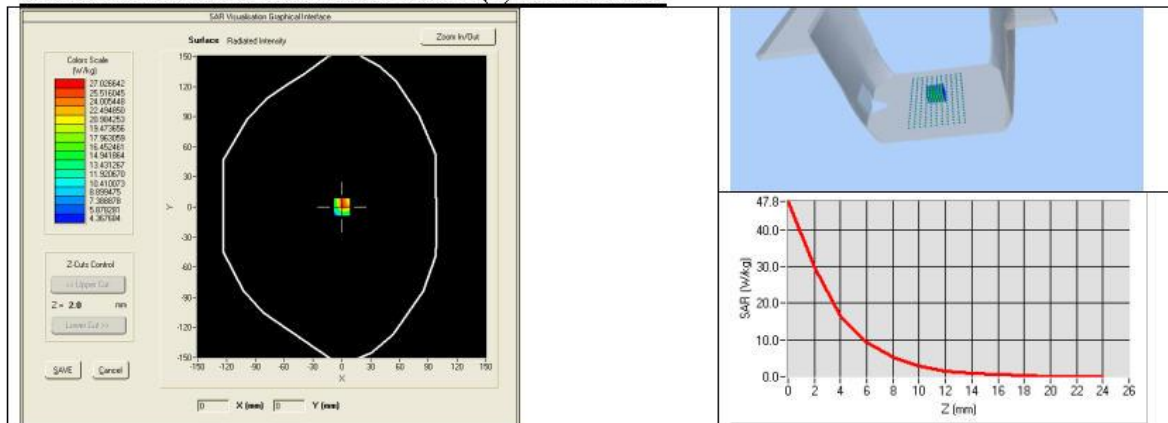 SAR Visualisation Graphical Interface
Surface Radiated Intensity
Zoom In/Out
Colors Scale
(W/kg)
27.026642
25.516045
24.005448
22.494850
20.984253
19.473656
17.963059
16.452461
14.941864
13.431267
11.920670
10.410073
8.899475
7.388878
5.878281
4.367684
150
120
90
60
30
0
-30
-60
-90
-120
-150
Y
-150 -120 -90 -60 -30 0 30 60 90 120 150
X
Z-Cuts Control
<< Upper Cut
Z = 2.0 mm
Lower Cut >>
SAVE Cancel
0 X (mm) 0 Y (mm)
47.8
40.0
30.0
20.0
10.0
0.0
SAR (W/kg)
0 2 4 6 8 10 12 14 16 18 20 22 24 26
Z (mm)